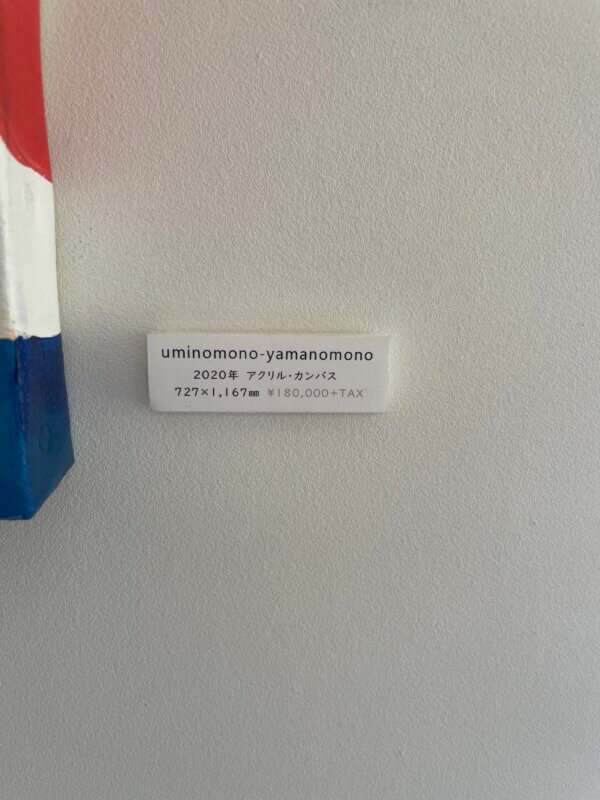 uminomono-yamanomono
2020年 アクリル・カンバス
727×1,167㎜ ¥180,000+TAX